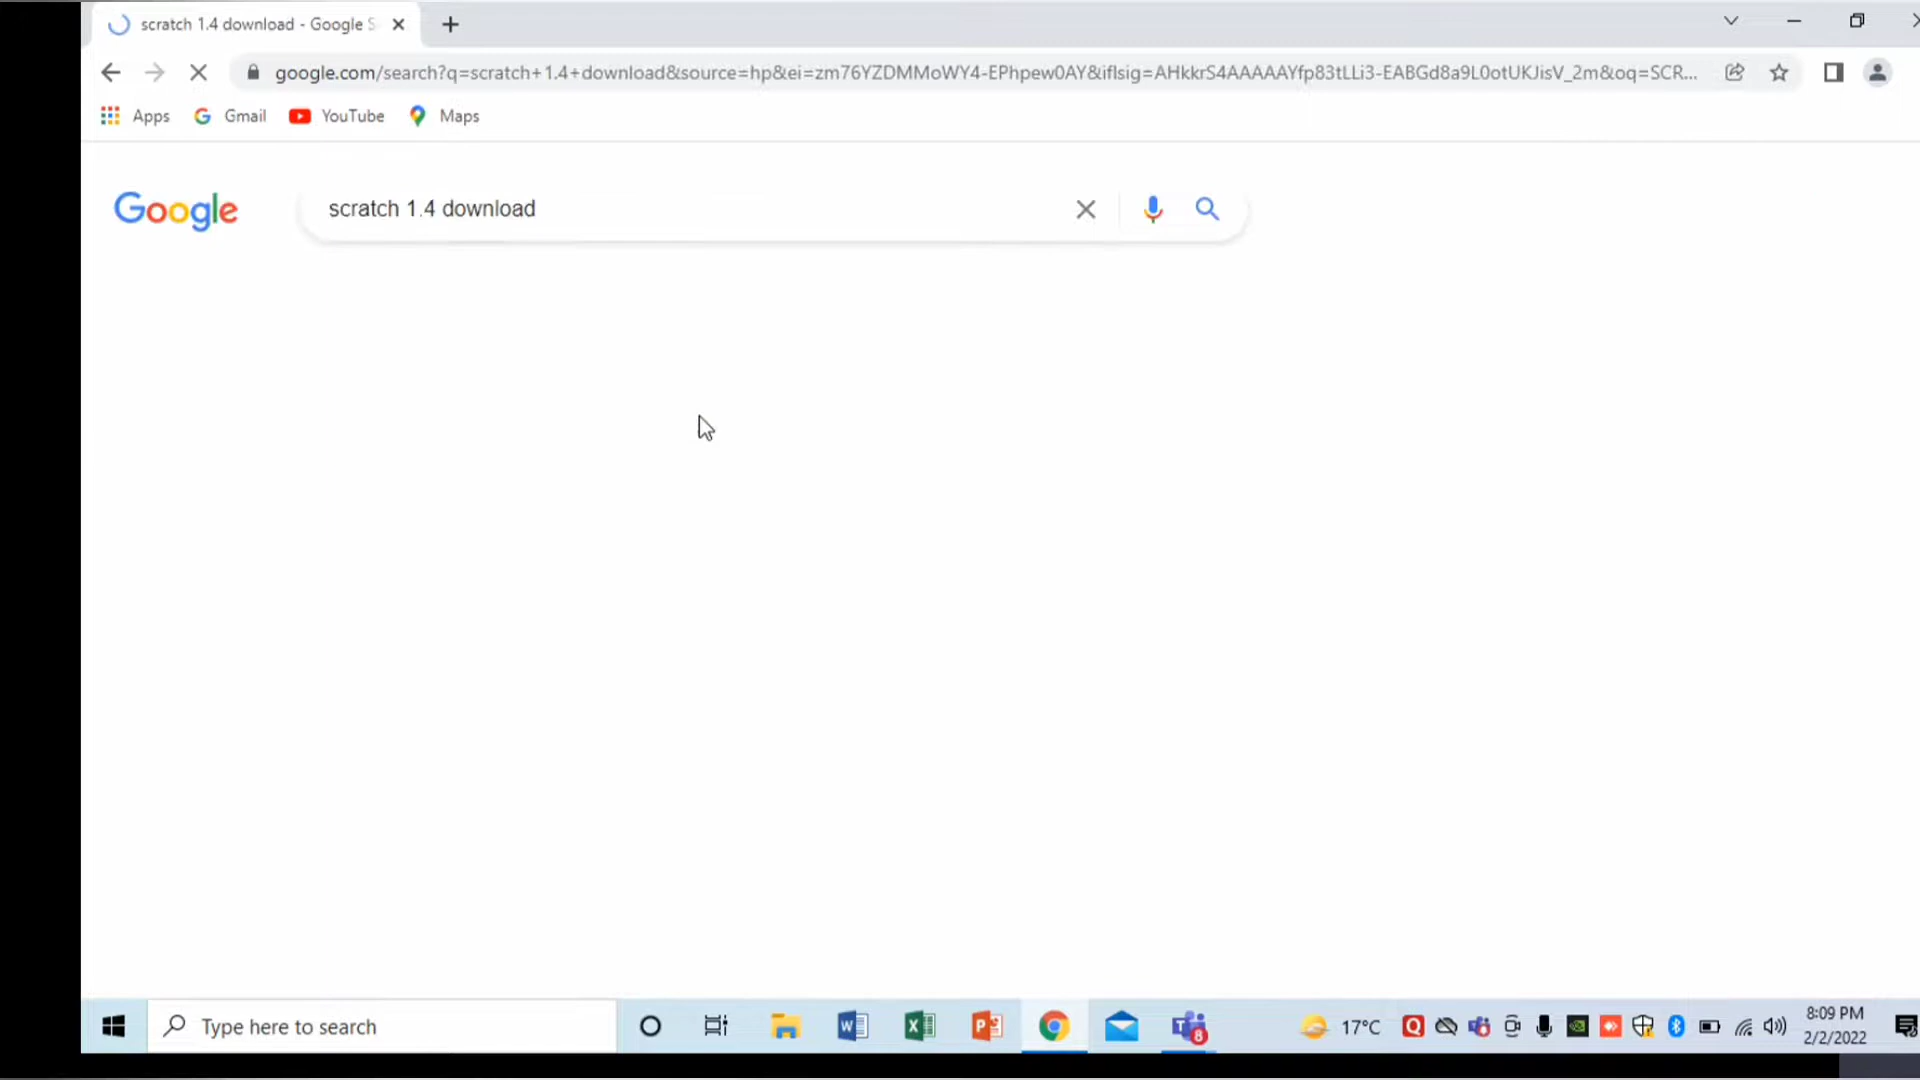 scratch 1.4 download - Google S
google.com/search?q=scratch+1.4+download&source=hp&ei=zm76YZDMMoWY4-EPhpew0AY&iflsig=AHkkrS4AAAAAYfp83tLLi3-EABGd8a9L0otUKJisV_2m&oq=SCR...
Apps Gmail YouTube Maps
Google scratch 1.4 download
Type here to search
17°C
8:09 PM
2/2/2022
8